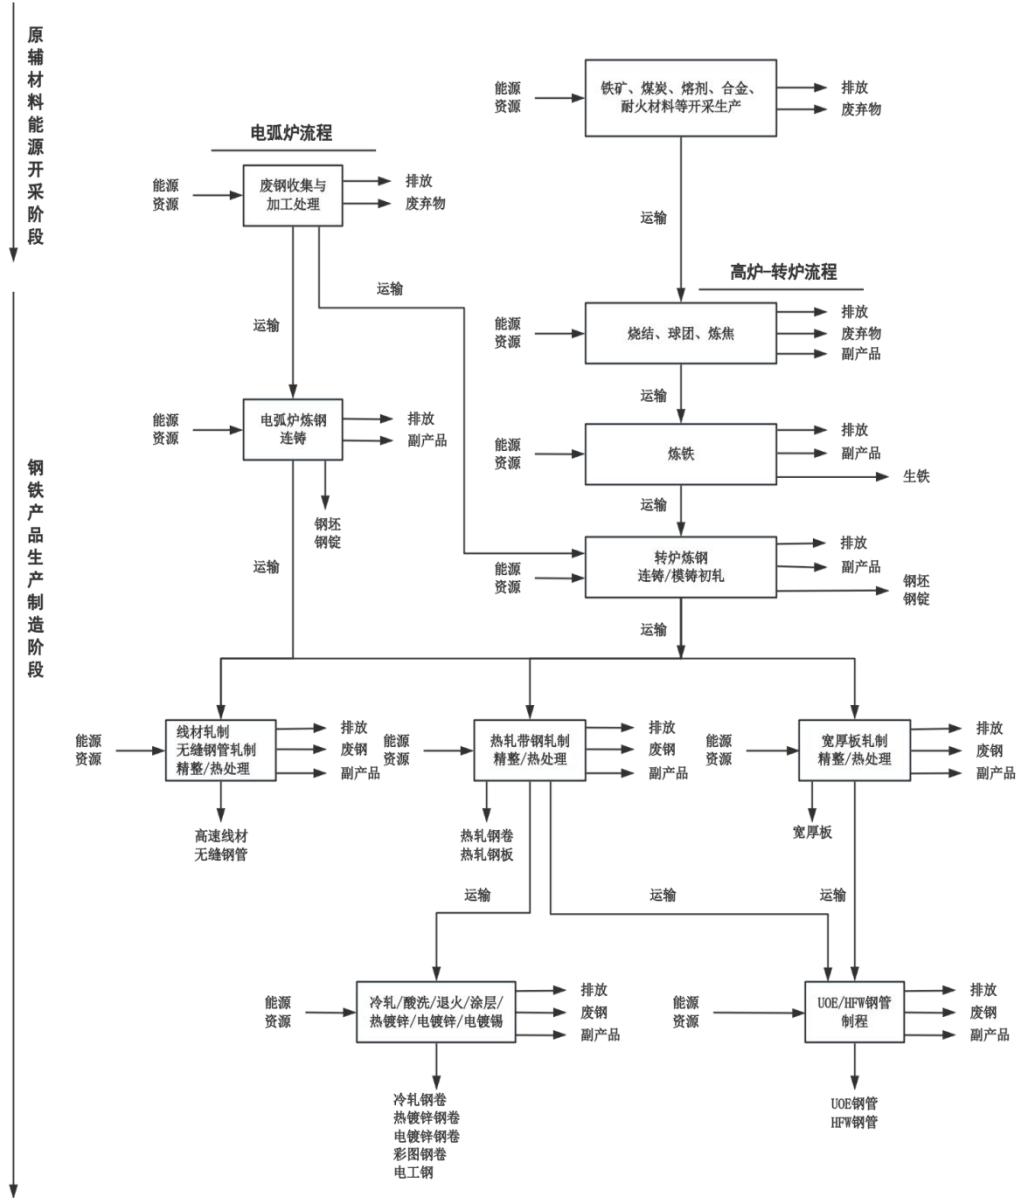 原辅材料能源开采阶段
能源
资源
铁矿、煤炭、熔剂、合金、
耐火材料等开采生产
排放
废弃物
电弧炉流程
能源
资源
废钢收集与
加工处理
排放
废弃物
运输
运输
运输
高炉-转炉流程
能源
资源
烧结、球团、炼焦
排放
废弃物
副产品
运输
能源
资源
电弧炉炼钢
连铸
排放
副产品
钢坯
钢锭
能源
资源
炼铁
排放
副产品
生铁
运输
钢铁产品生产制造阶段
运输
能源
资源
转炉炼钢
连铸/模铸初轧
排放
副产品
钢坯
钢锭
运输
能源
资源
线材轧制
无缝钢管轧制
精整/热处理
排放
废钢
副产品
高速线材
无缝钢管
能源
资源
热轧带钢轧制
精整/热处理
排放
废钢
副产品
热轧钢卷
热轧钢板
能源
资源
宽厚板轧制
精整/热处理
排放
废钢
副产品
宽厚板
运输
运输
运输
能源
资源
冷轧/酸洗/退火/涂层/
热镀锌/电镀锌/电镀锡
排放
废钢
副产品
冷轧钢卷
热镀锌钢卷
电镀锌钢卷
彩图钢卷
电工钢
能源
资源
UOE/HFW钢管
制程
排放
废钢
副产品
UOE钢管
HFW钢管